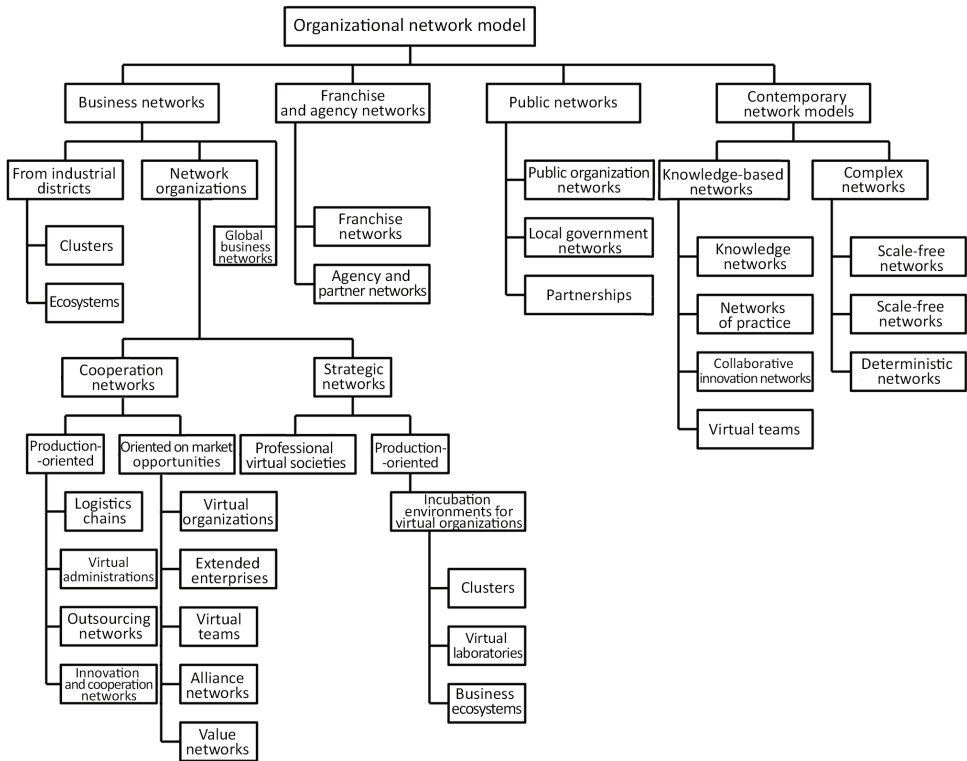 Organizational network model
Business networks
Franchise
and agency networks
Public networks
Contemporary
network models
From industrial
districts
Network
organizations
Public organization
networks
Knowledge-based
networks
Complex
networks
Clusters
Global
business
networks
Franchise
networks
Local government
networks
Knowledge
networks
Scale-free
networks
Ecosystems
Agency and
partner networks
Partnerships
Networks
of practice
Scale-free
networks
Cooperation
networks
Strategic
networks
Collaborative
innovation networks
Deterministic
networks
Virtual teams
Production-
-oriented
Oriented on market
opportunities
Professional
virtual societies
Production-
-oriented
Logistics
chains
Virtual
organizations
Incubation
environments for
virtual organizations
Virtual
administrations
Extended
enterprises
Clusters
Outsourcing
networks
Virtual
teams
Virtual
laboratories
Innovation
and cooperation
networks
Alliance
networks
Business
ecosystems
Value
networks